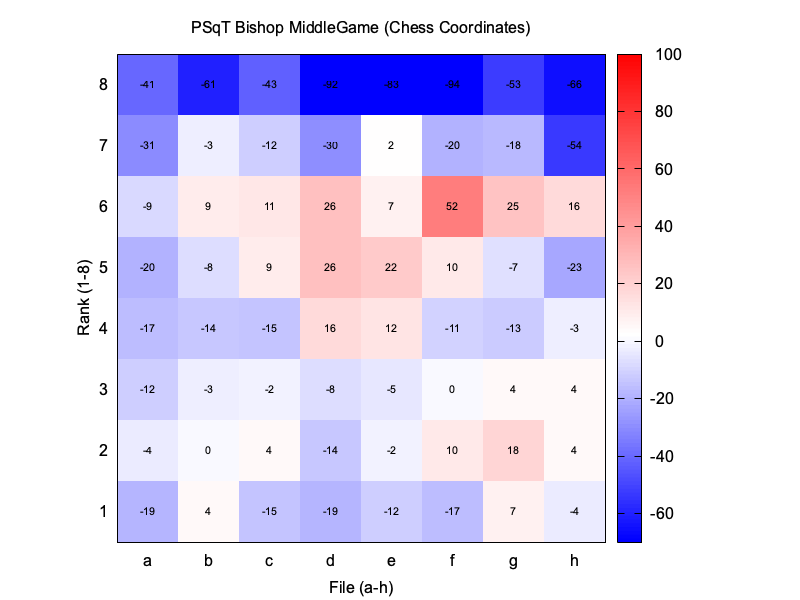 PSqT Bishop MiddleGame (Chess Coordinates)
100
8 -41 -61 -43 -83 -94 -53 -66
80
7 -31 -3 -12 -30 2 -20 -18 -54
60
6 -9 9 11 26 7 52 25 16
40
5 -20 -8 9 26 22 10 -7 -23
20
Rank (1-8)
4 -17 -14 -15 16 12 -11 -13 -3
0
3 -12 -3 -2 -8 -5 0 4 4
-20
2 -4 0 4 -14 -2 10 18 4
-40
1 -19 4 -15 -19 -12 -17 7 -4
-60
a b c d e f g h
File (a-h)